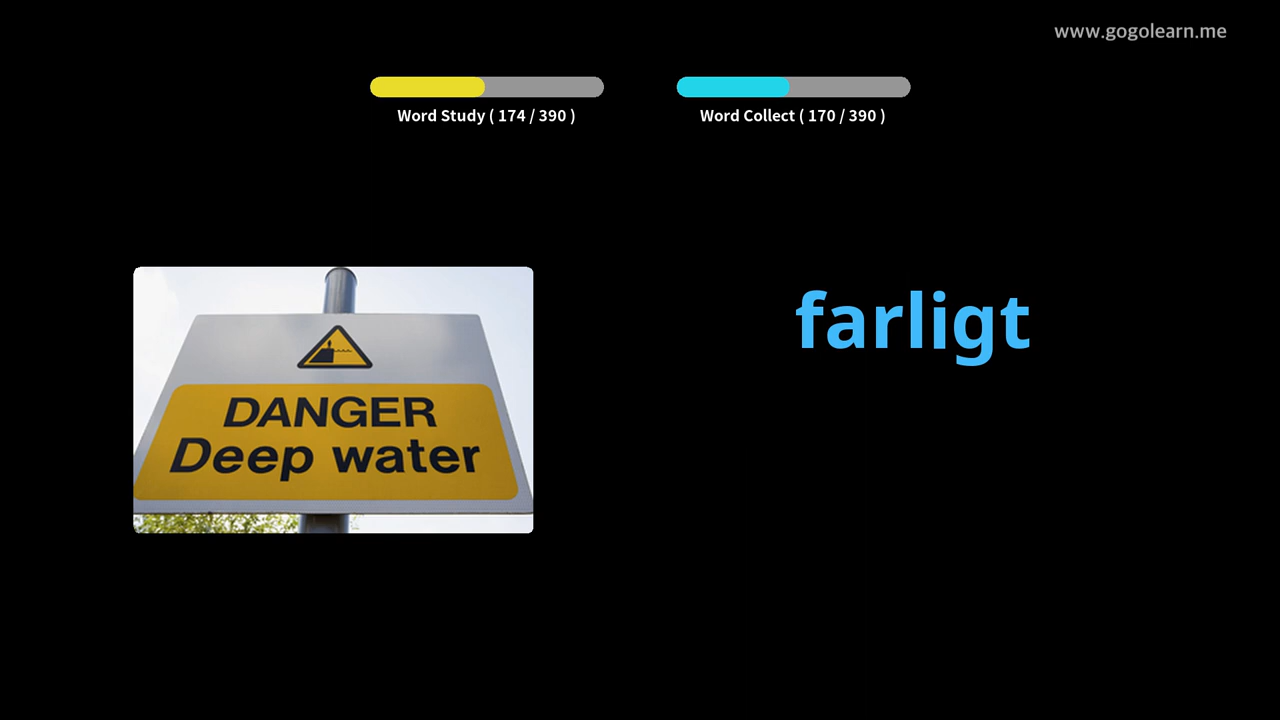 www.gogolearn.me
Word Study ( 174 / 390 )
Word Collect ( 170 / 390 )
DANGER
Deep water
farligt